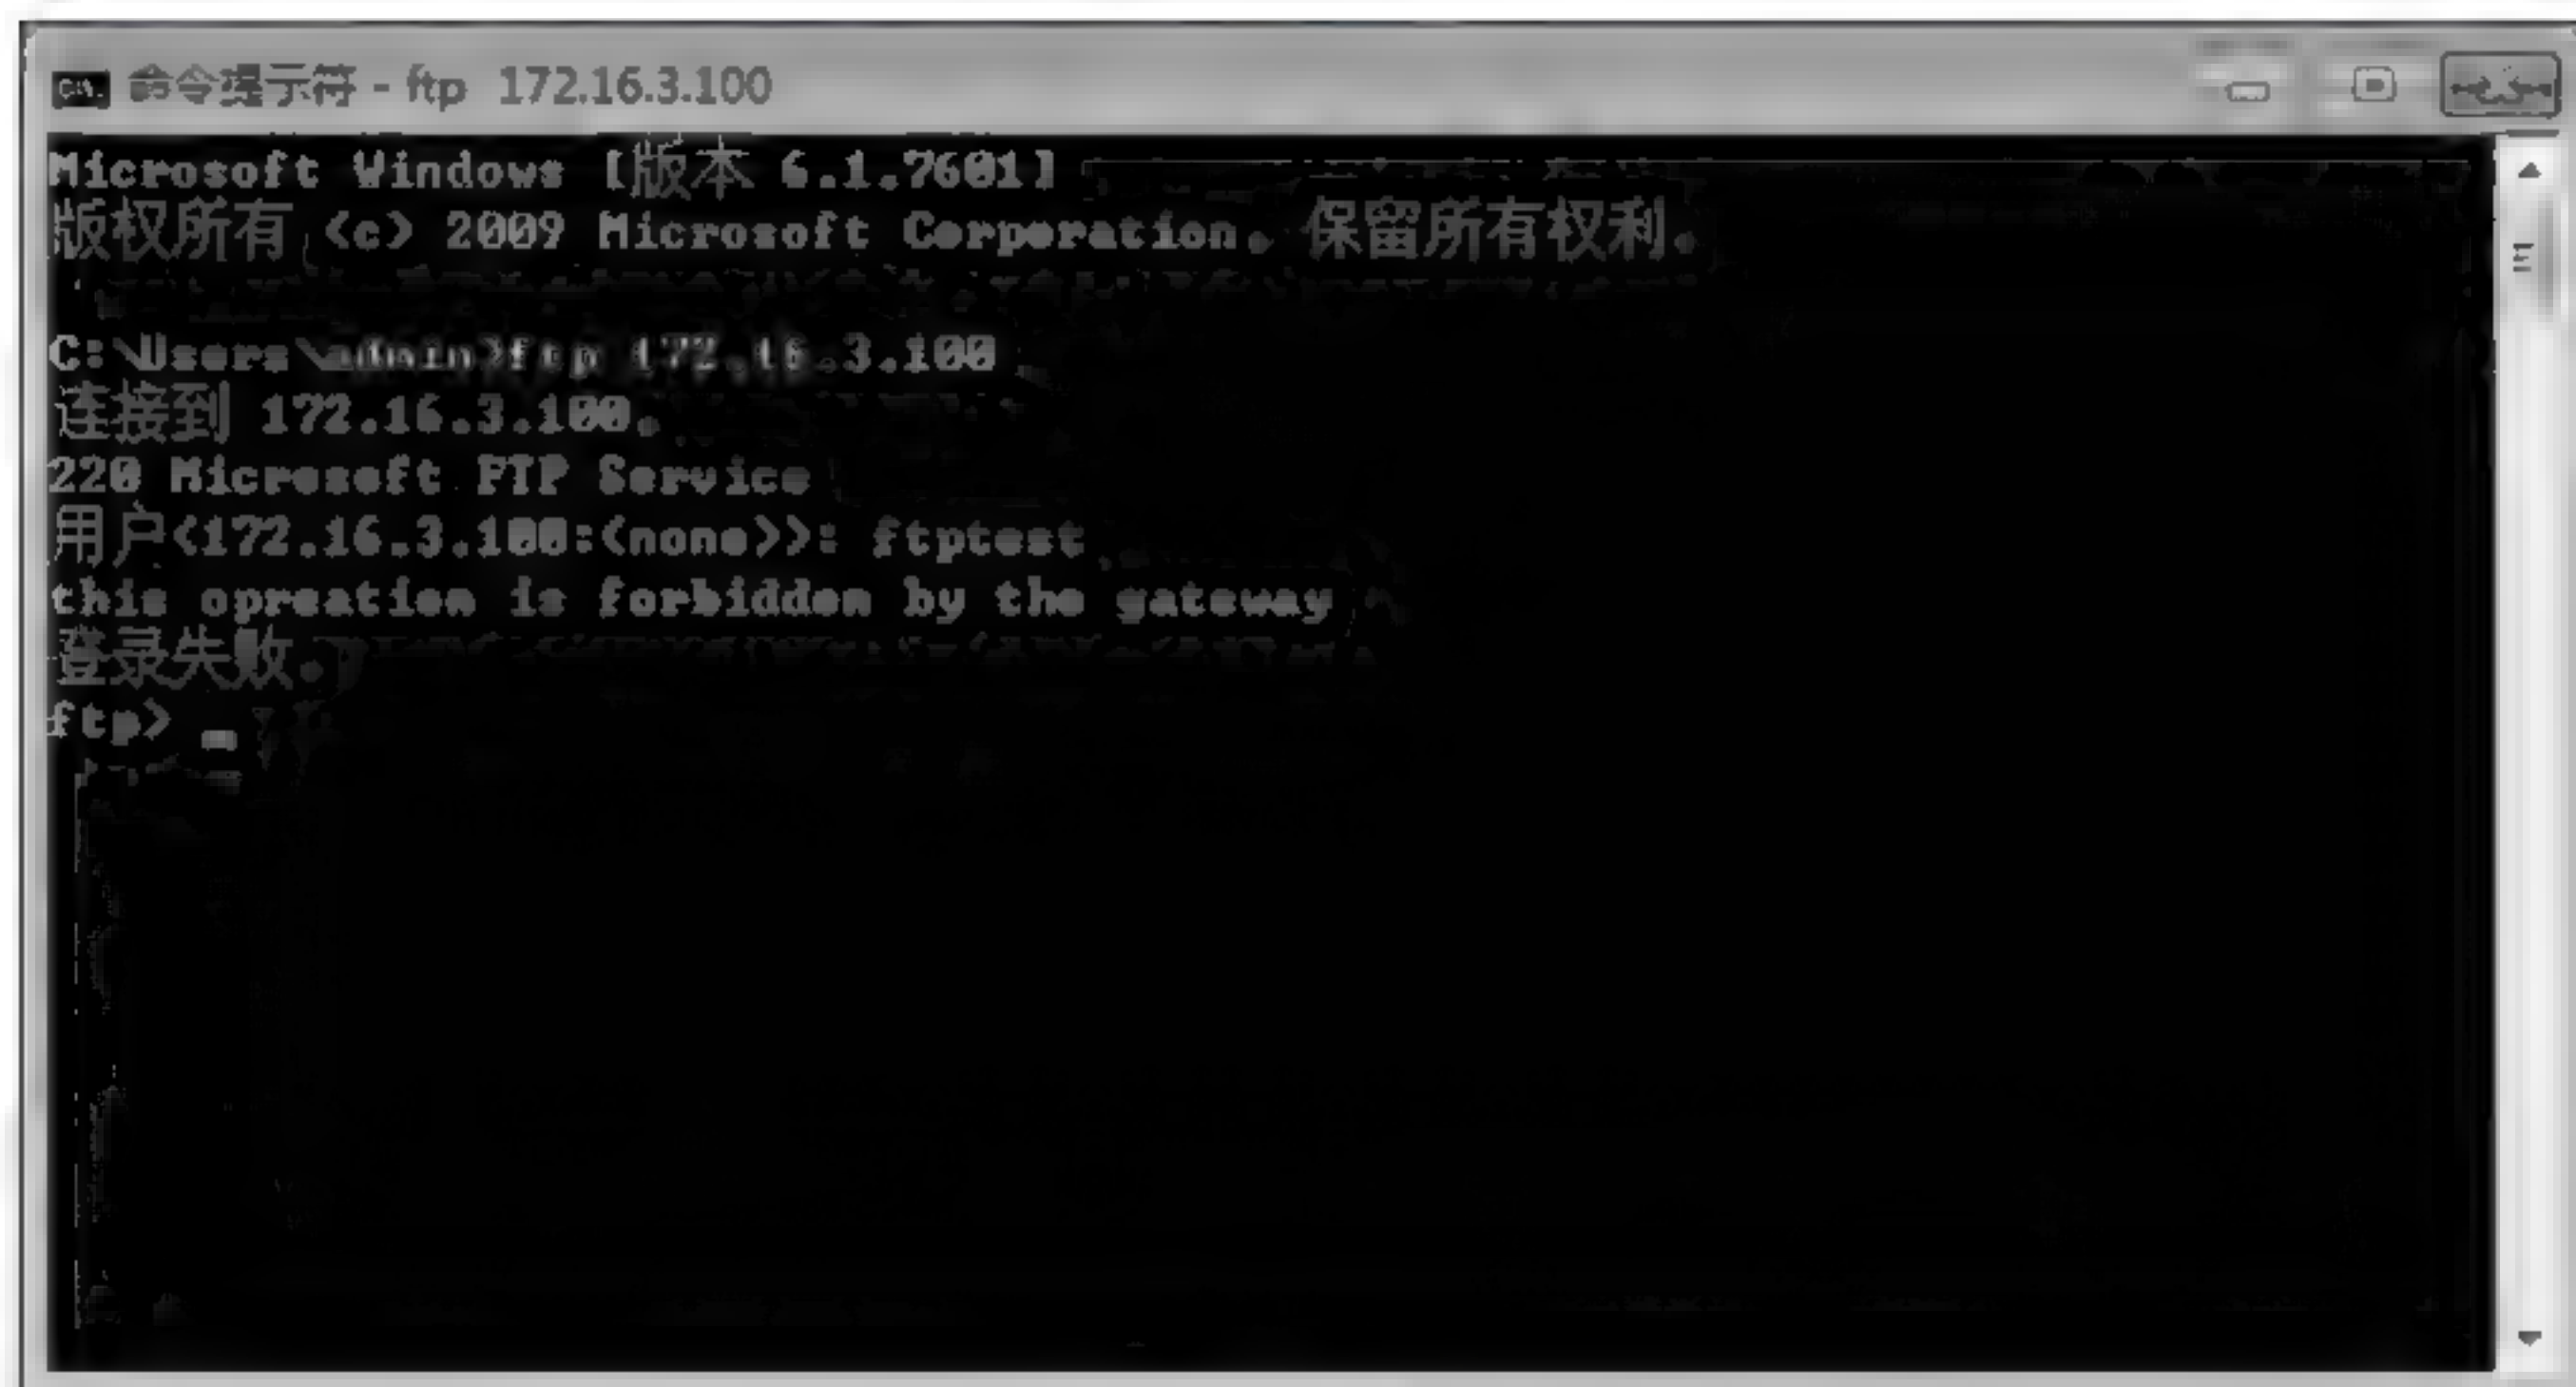 命令提示符 - ftp 172.16.3.100
Microsoft Windows [版本 6.1.7601]
版权所有 (c) 2009 Microsoft Corporation。保留所有权利。
C:\Users\admin>ftp 172.16.3.100
连接到 172.16.3.100。
220 Microsoft FTP Service
用户(172.16.3.100:(none)): ftptest
this opreation is forbidden by the gateway
登录失败。
ftp> _